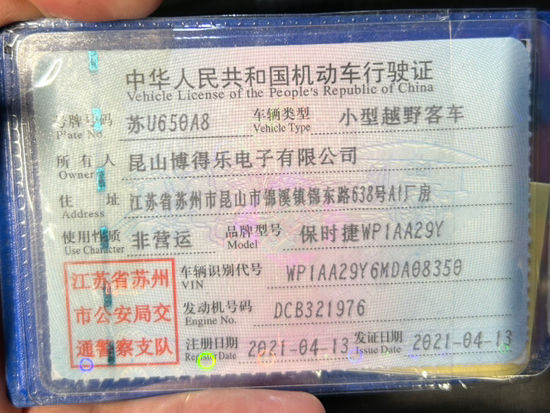 中华人民共和国机动车行驶证
Vehicle License of the People's Republic of China
号牌号码 苏U650A8 车辆类型 小型越野客车
Plate No. Vehicle Type
所有人 昆山博得乐电子有限公司
Owner
住址 江苏省苏州市昆山市锦溪镇锦东路638号A1厂房
Address
使用性质 非营运 品牌型号 保时捷WP1AA29Y
Use Character Model
江苏省苏州
市公安局交
通警察支队
车辆识别代号 WP1AA29Y6MDA08350
VIN
发动机号码 DCB321976
Engine No.
注册日期 2021-04-13 发证日期 2021-04-13
Register Date Issue Date